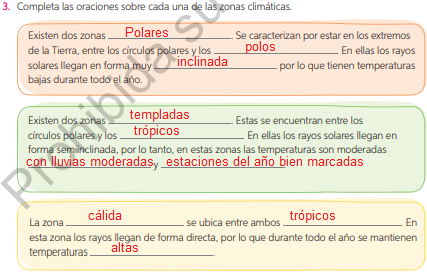 3. Completa las oraciones sobre cada una de las zonas climáticas.
Existen dos zonas Polares. Se caracterizan por estar en los extremos
de la Tierra, entre los círculos polares y los polos. En ellas los rayos
solares llegan en forma muy inclinada por lo que tienen temperaturas
bajas durante todo el año.
Existen dos zonas templadas. Estas se encuentran entre los
círculos polares y los trópicos. En ellas los rayos solares llegan en
forma semiinclinada, por lo tanto, en estas zonas las temperaturas son moderadas
con lluvias moderadas y estaciones del año bien marcadas
La zona cálida se ubica entre ambos trópicos. En
esta zona los rayos llegan de forma directa, por lo que durante todo el año se mantienen
temperaturas altas.
Prohibida su